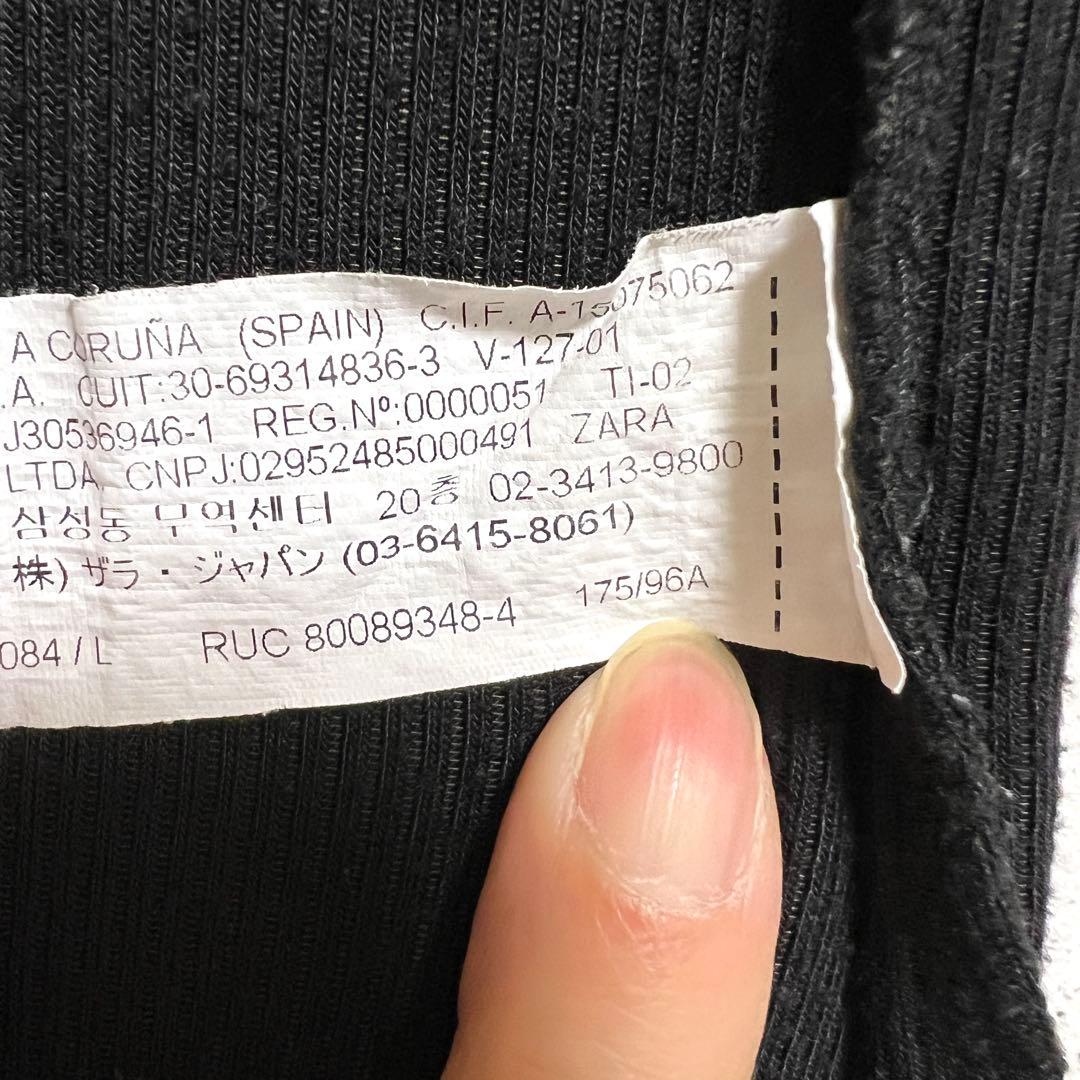 A CORUÑA (SPAIN) C.I.F. A-15075062
.A. CUIT:30-69314836-3 V-127-01
J30536946-1 REG.Nº:0000051 TI-02
LTDA. CNPJ:02952485000491 ZARA
삼성동 무역센터 20층 02-3413-9800
株) ザラ・ジャパン (03-6415-8061)
084 / L RUC 80089348-4 175/96A